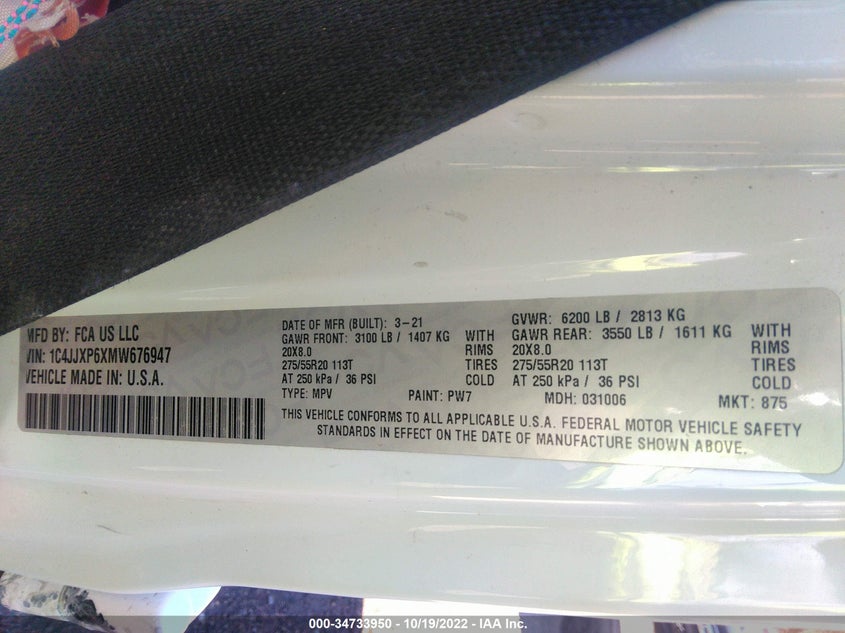 MFD BY: FCA US LLC
VIN: 1C4JJXP6XMW676947
VEHICLE MADE IN: U.S.A.
DATE OF MFR (BUILT): 3-21
GVWR: 6200 LB / 2813 KG
GAWR FRONT: 3100 LB / 1407 KG WITH GAWR REAR: 3550 LB / 1611 KG WITH
20X8.0 RIMS 20X8.0 RIMS
275/55R20 113T TIRES 275/55R20 113T TIRES
AT 250 kPa / 36 PSI COLD AT 250 kPa / 36 PSI COLD
TYPE: MPV PAINT: PW7 MDH: 031006 MKT: 875
THIS VEHICLE CONFORMS TO ALL APPLICABLE U.S.A. FEDERAL MOTOR VEHICLE SAFETY
STANDARDS IN EFFECT ON THE DATE OF MANUFACTURE SHOWN ABOVE.
000-34733950 - 10/19/2022 - IAA Inc.